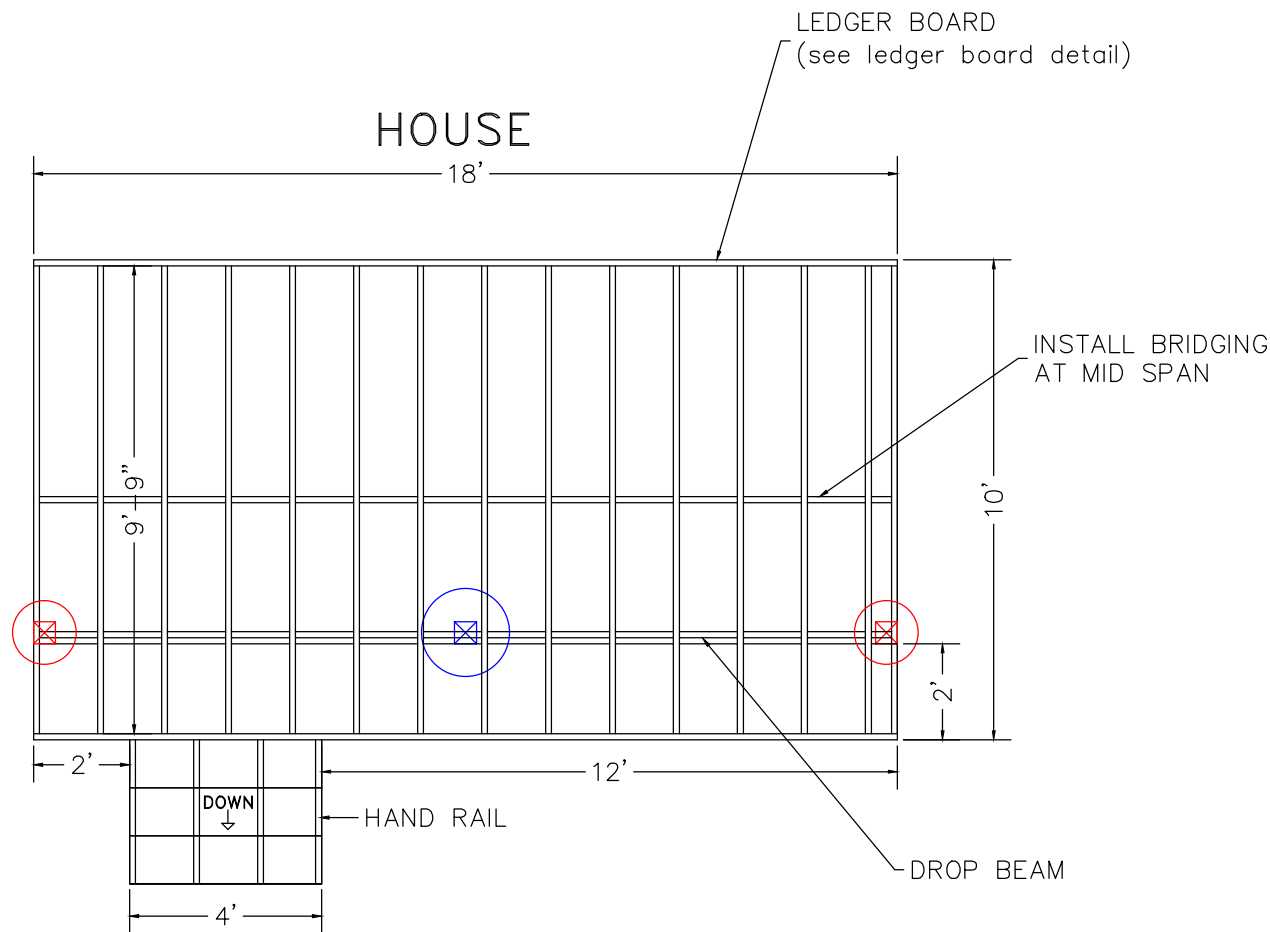 LEDGER BOARD
(see ledger board detail)
HOUSE
18'
INSTALL BRIDGING
AT MID SPAN
9'-9"
10'
2'
2'
12'
DOWN
HAND RAIL
DROP BEAM
4'